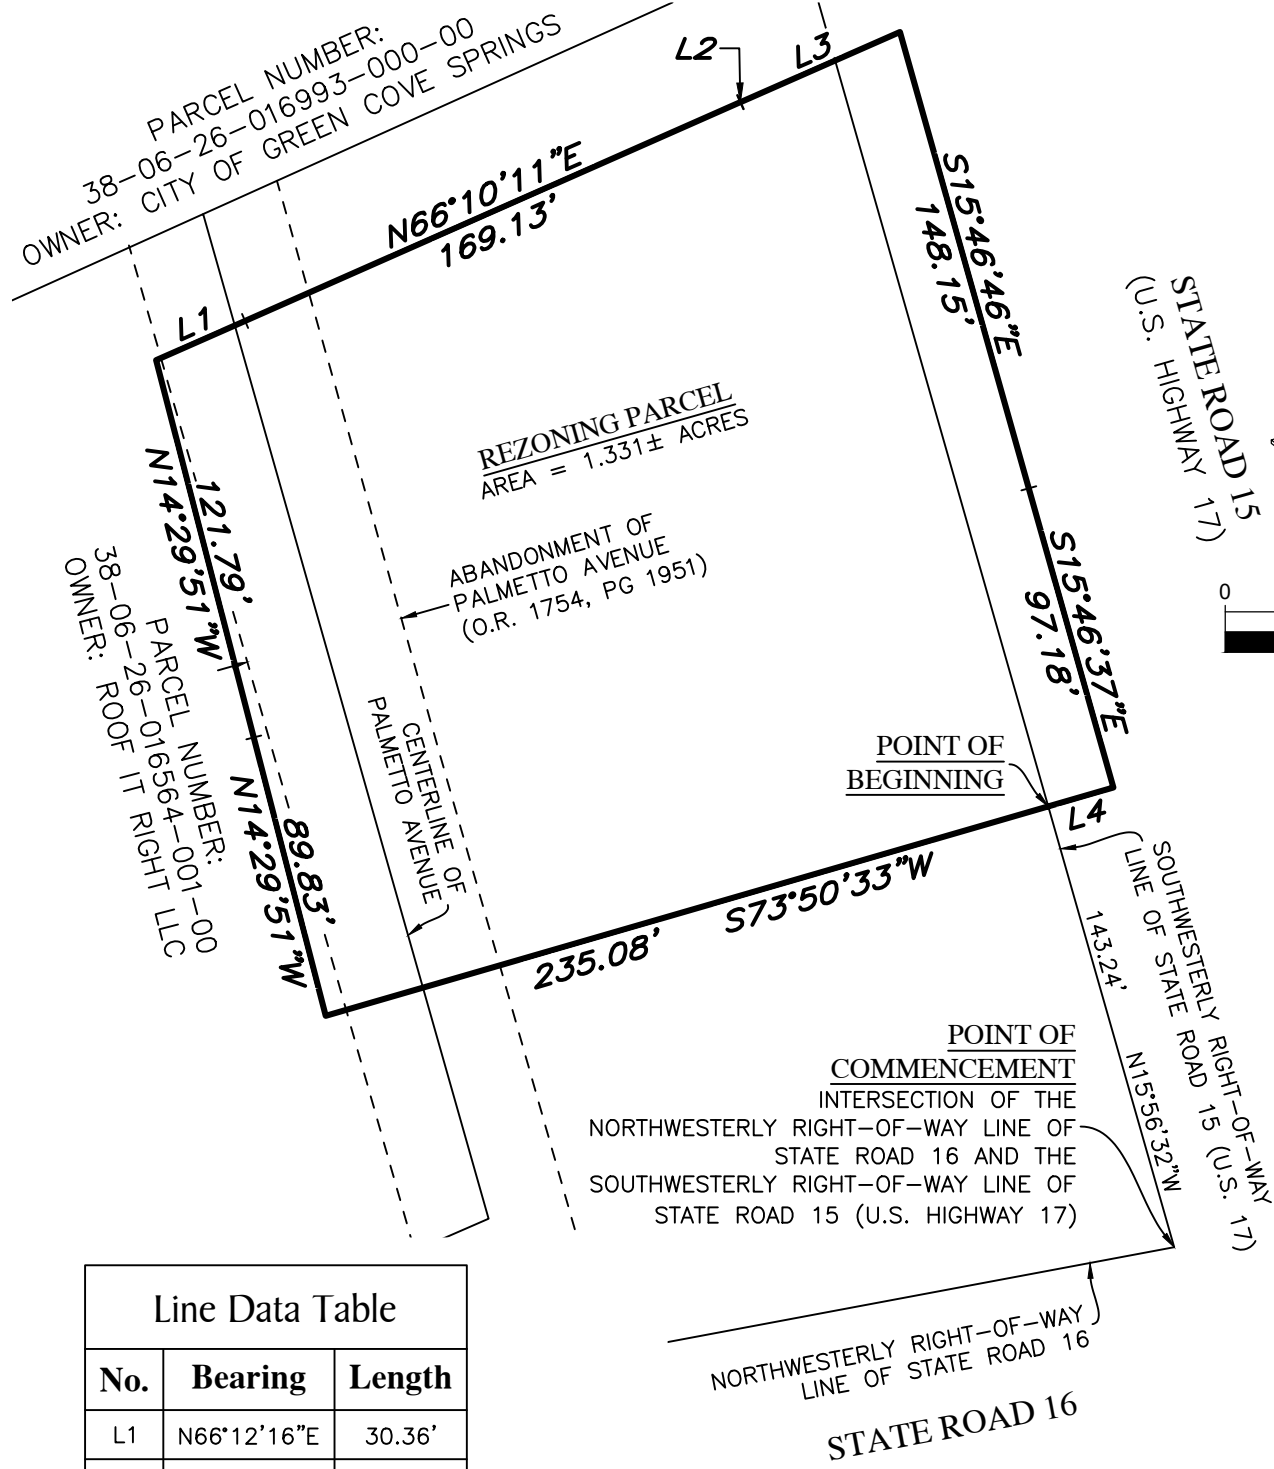 PARCEL NUMBER:
38-06-26-016993-000-00
OWNER: CITY OF GREEN COVE SPRINGS
L2
L3
N66°10'11"E
169.13'
L1
S15°46'46"E
148.15'
STATE ROAD 15
(U.S. HIGHWAY 17)
REZONING PARCEL
AREA = 1.331± ACRES
N14°29'51"W
121.79'
ABANDONMENT OF
PALMETTO AVENUE
(O.R. 1754, PG 1951)
S15°46'37"E
97.18'
0
PARCEL NUMBER:
38-06-26-016564-001-00
OWNER: ROOF IT RIGHT LLC
CENTERLINE OF
PALMETTO AVENUE
POINT OF
BEGINNING
L4
N14°29'51"W
89.83'
S73°50'33"W
235.08'
SOUTHWESTERLY RIGHT-OF-WAY
LINE OF STATE ROAD 15 (U.S. 17)
143.24'
N15°56'32"W
POINT OF
COMMENCEMENT
INTERSECTION OF THE
NORTHWESTERLY RIGHT-OF-WAY LINE OF
STATE ROAD 16 AND THE
SOUTHWESTERLY RIGHT-OF-WAY LINE OF
STATE ROAD 15 (U.S. HIGHWAY 17)
NORTHWESTERLY RIGHT-OF-WAY
LINE OF STATE ROAD 16
STATE ROAD 16
Line Data Table
No. Bearing Length
L1 N66°12'16"E 30.36'